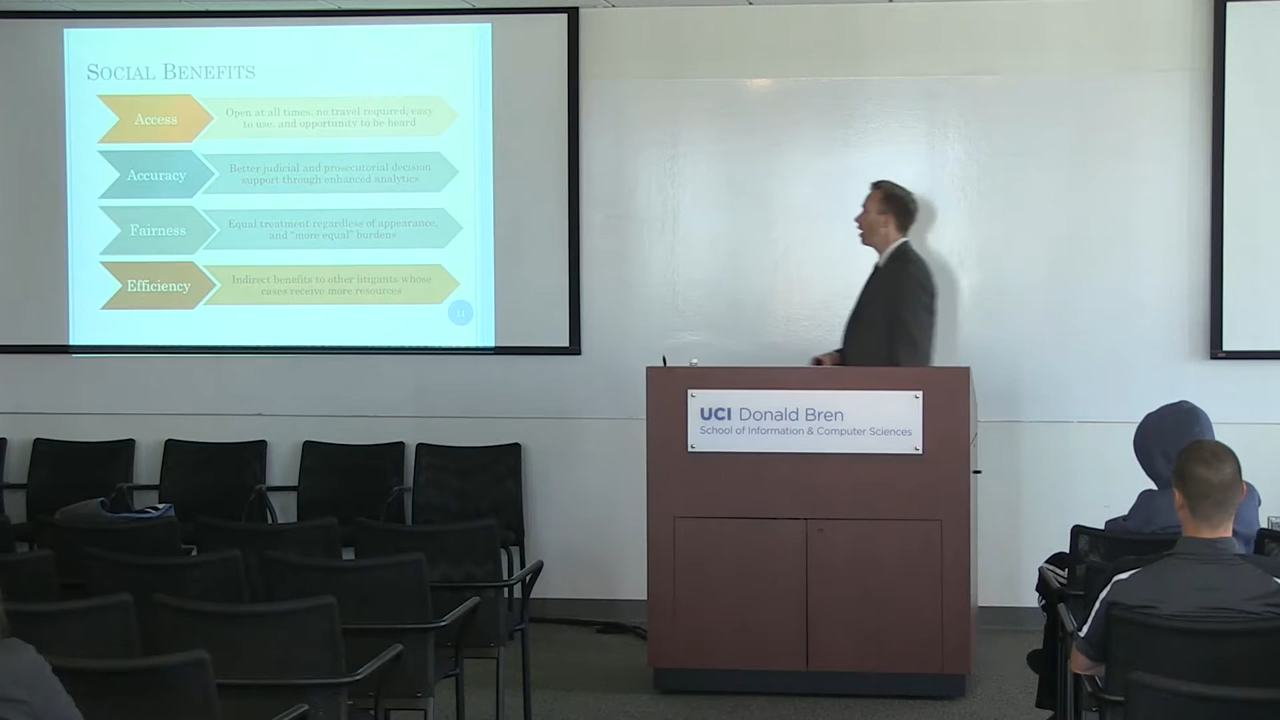 SOCIAL BENEFITS
Access
Open at all times, no travel required, easy
to use, and opportunity to be heard
Accuracy
Better judicial and prosecutorial decision
support through enhanced analytics
Fairness
Equal treatment regardless of appearance,
and "more equal" burdens
Efficiency
Indirect benefits to other litigants whose
cases receive more resources
11
UCI Donald Bren
School of Information & Computer Sciences